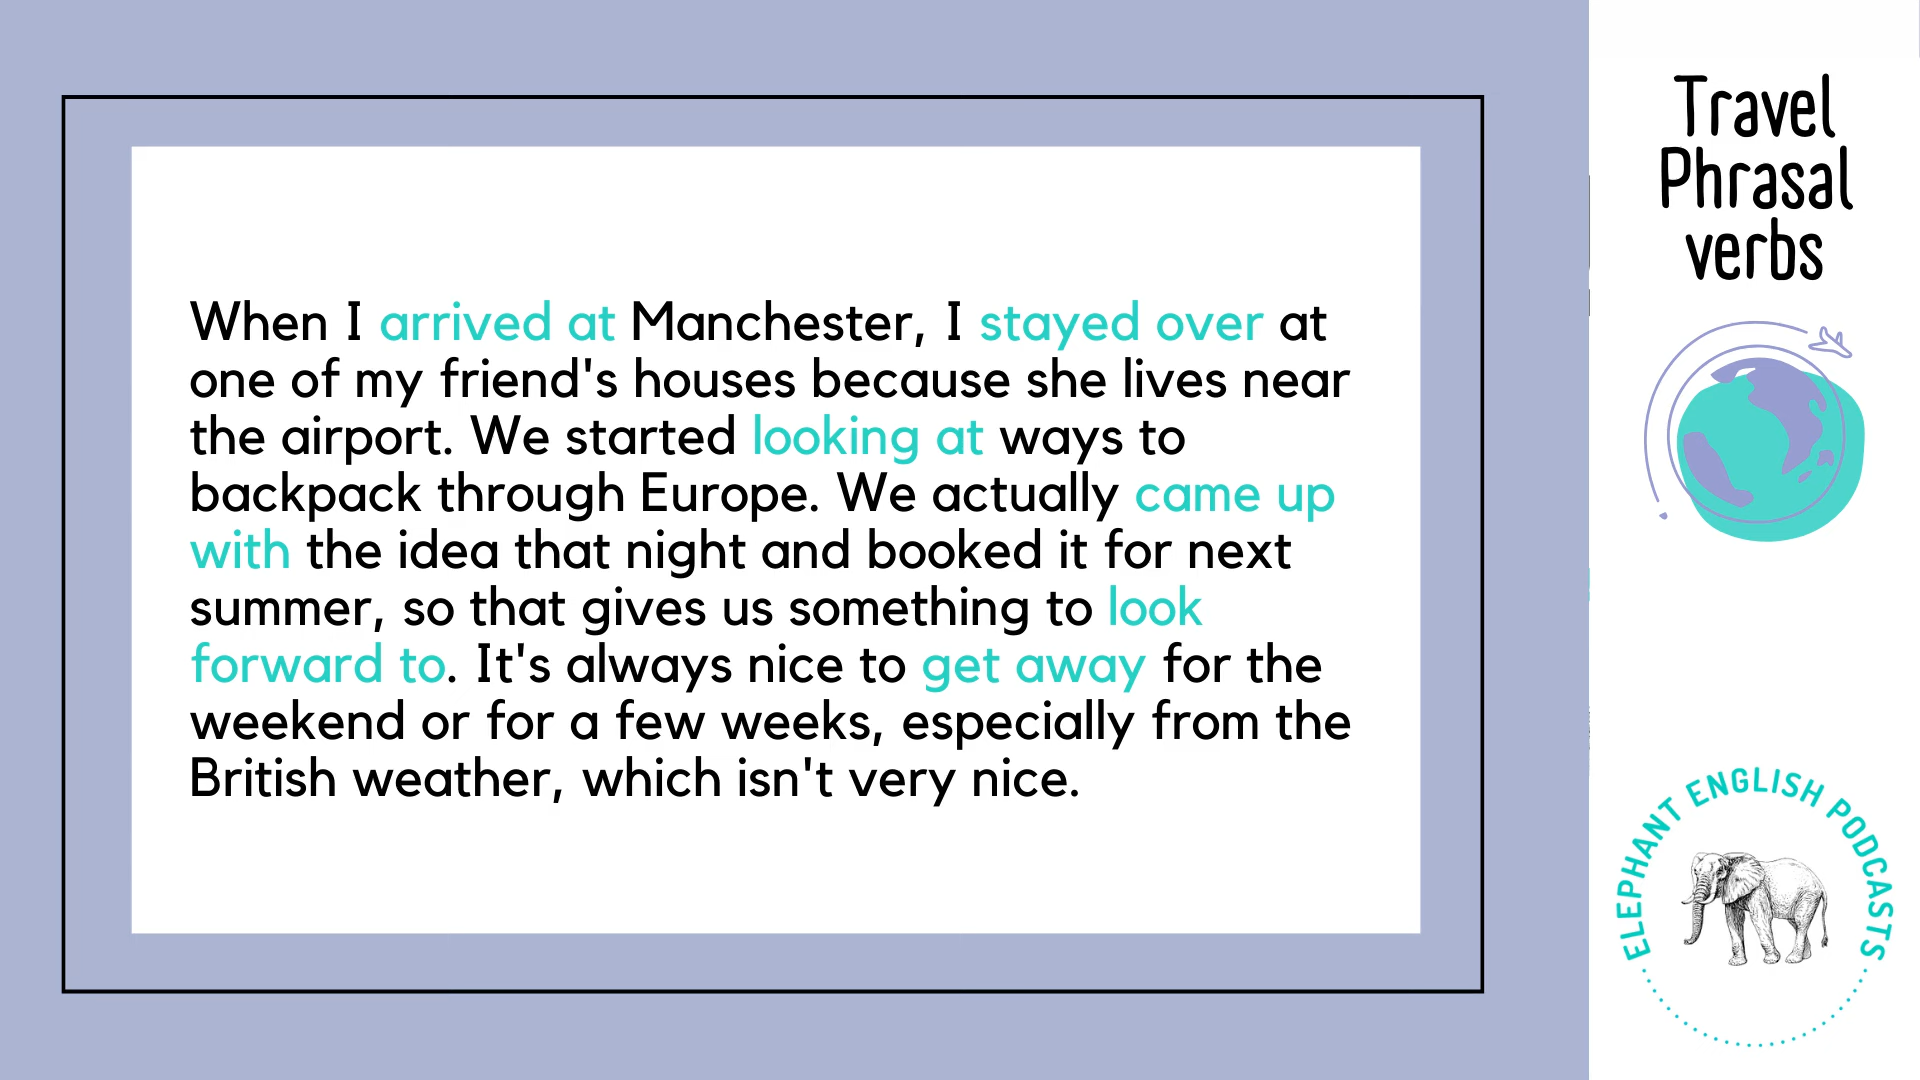 When I arrived at Manchester, I stayed over at
one of my friend's houses because she lives near
the airport. We started looking at ways to
backpack through Europe. We actually came up
with the idea that night and booked it for next
summer, so that gives us something to look
forward to. It's always nice to get away for the
weekend or for a few weeks, especially from the
British weather, which isn't very nice.
Travel
Phrasal
verbs
ELEPHANT ENGLISH PODCASTS